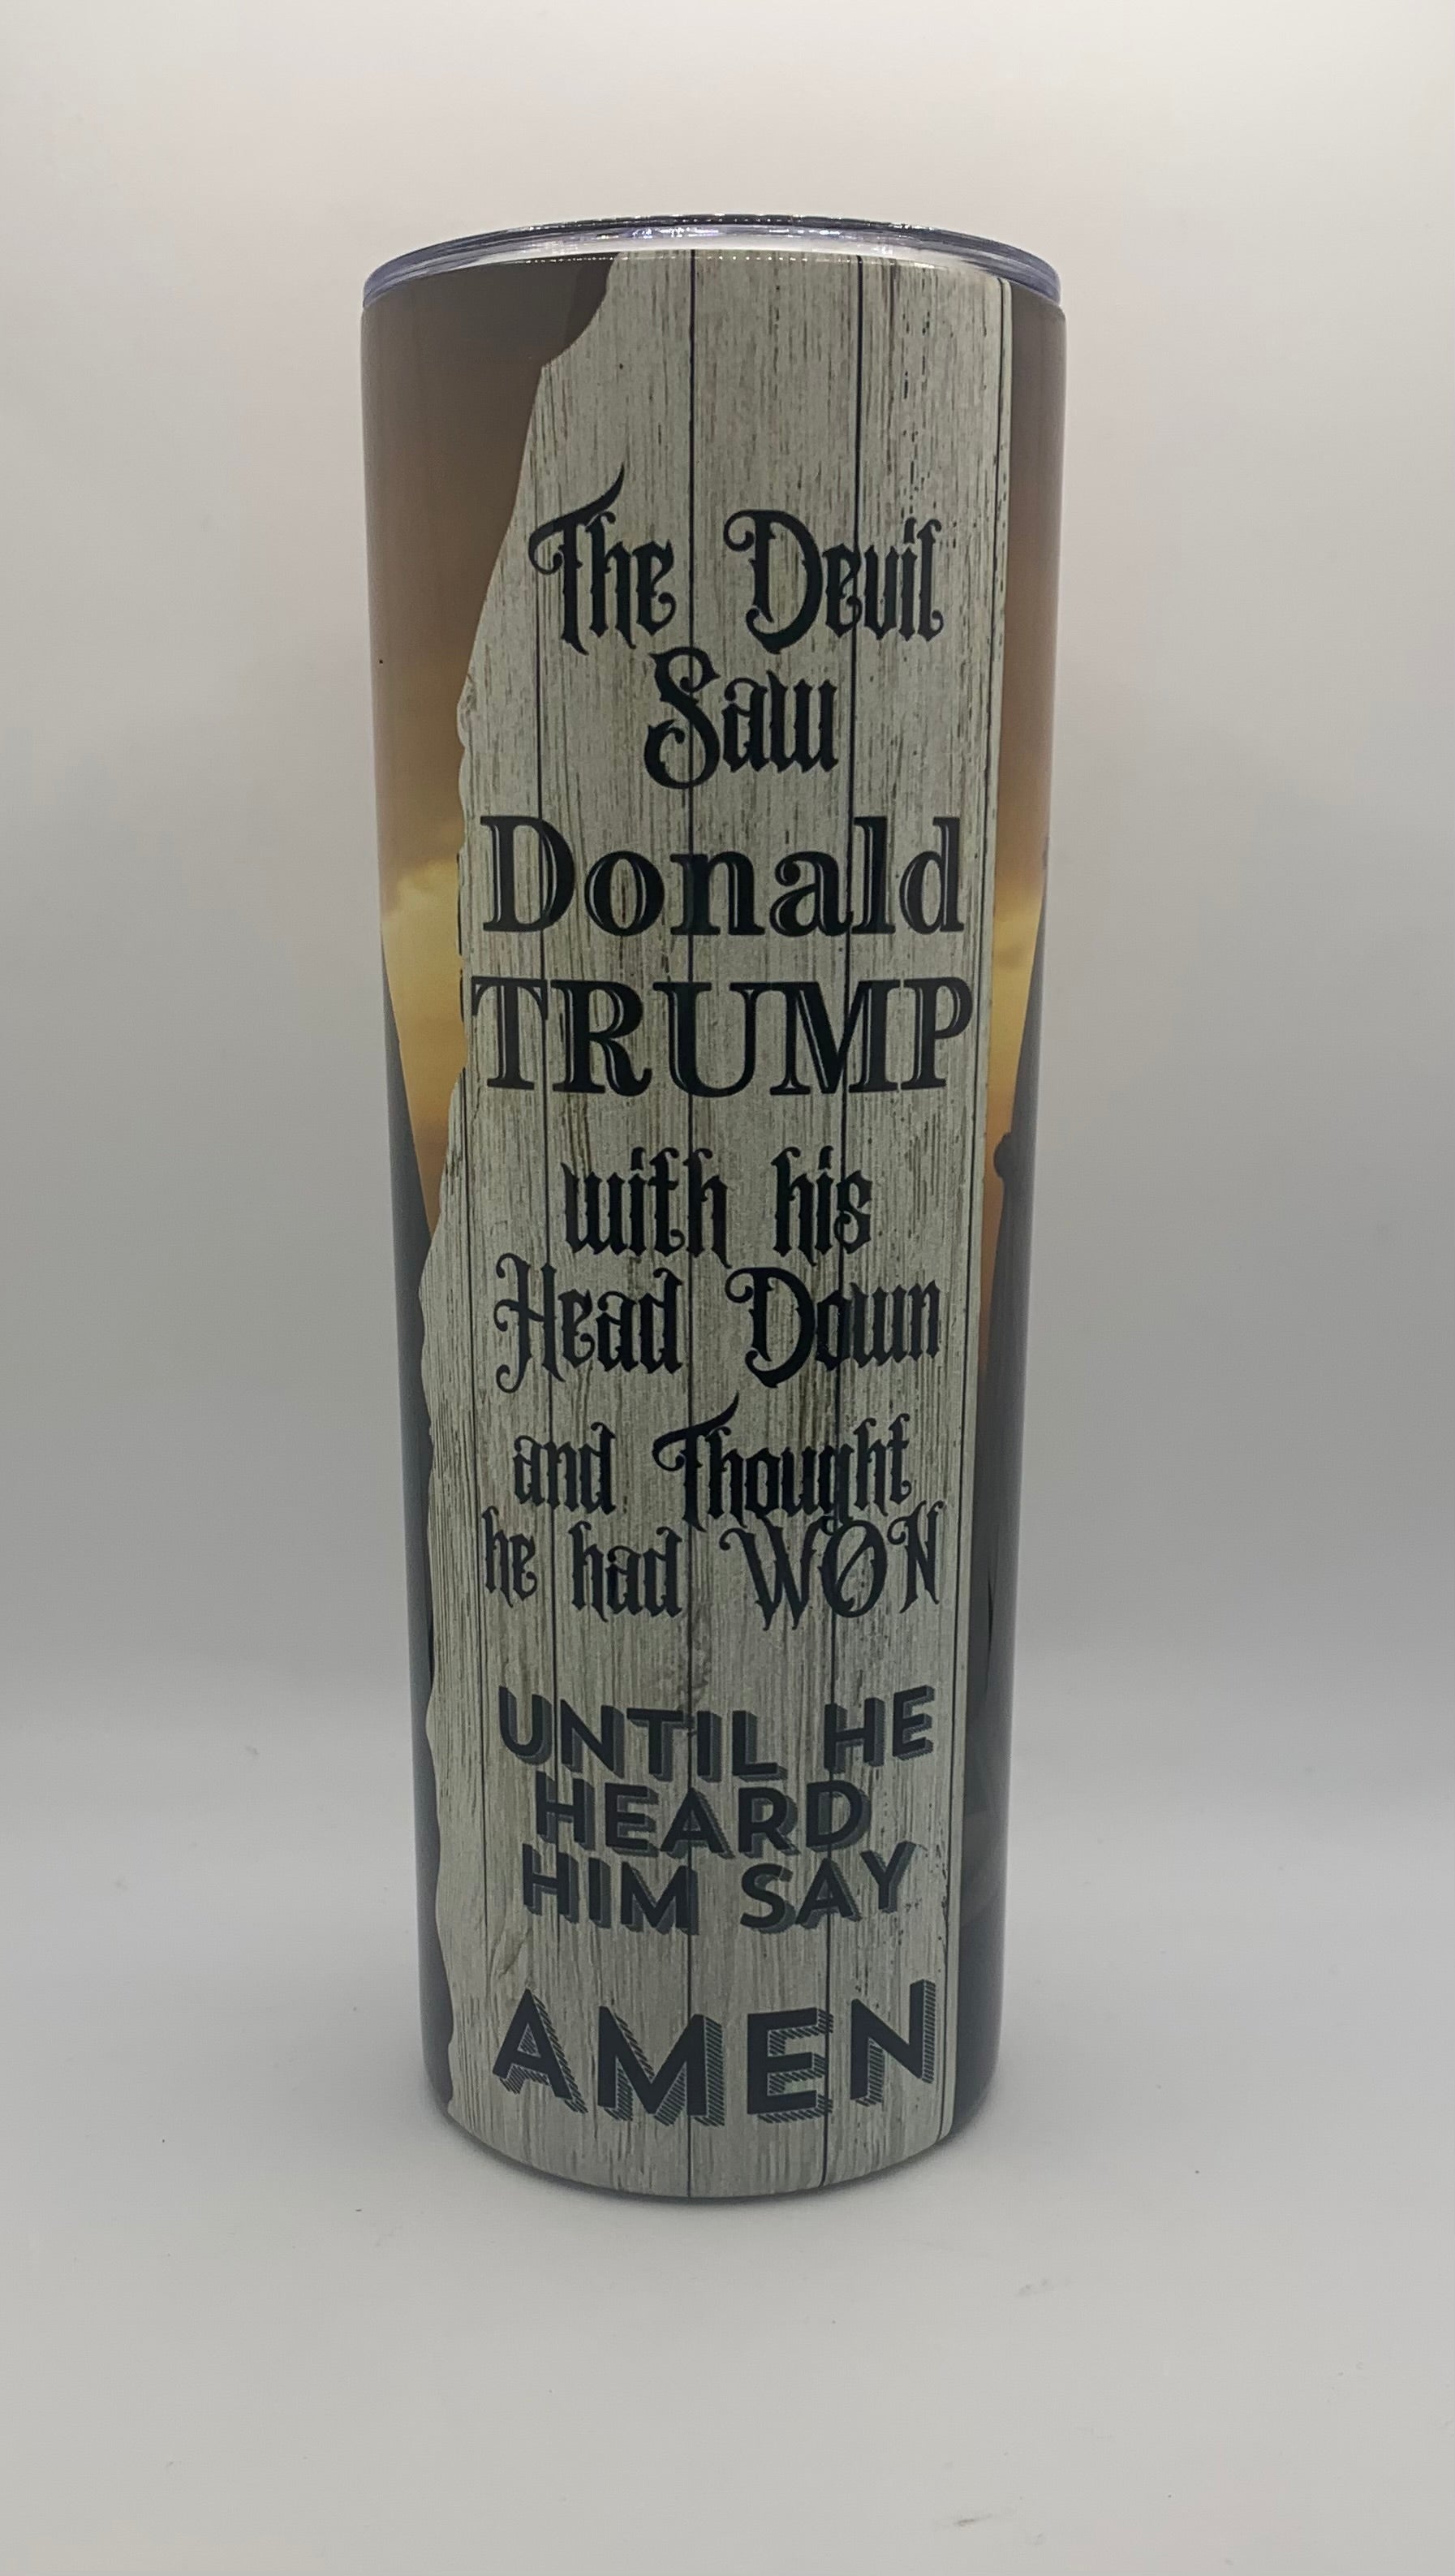 The Devil
Saw
Donald
TRUMP
with his
Head Down
and Thought
he had WON
UNTIL HE
HEARD
HIM SAY
AMEN